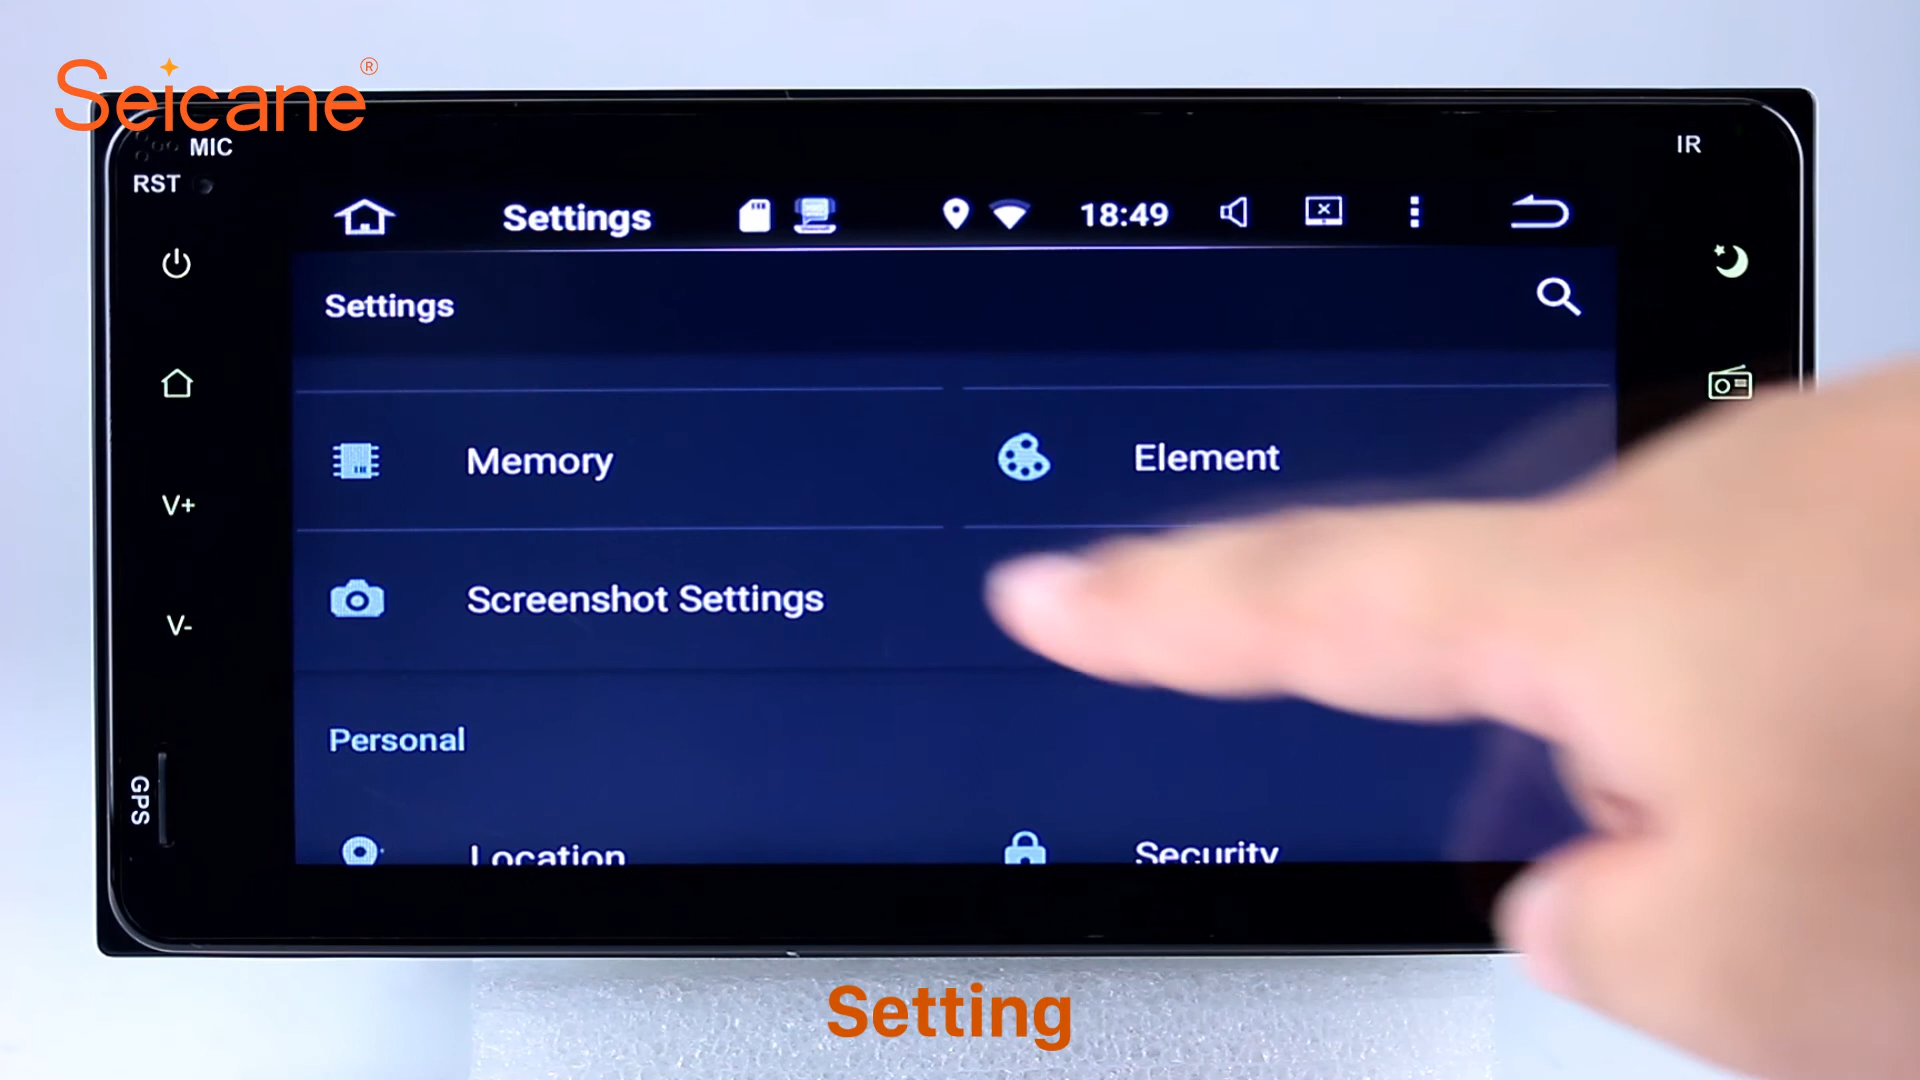 Seicane®
MIC
RST
IR
Settings
18:49
Settings
Memory
Element
V+
Screenshot Settings
V-
Personal
GPS
Location
Security
Setting